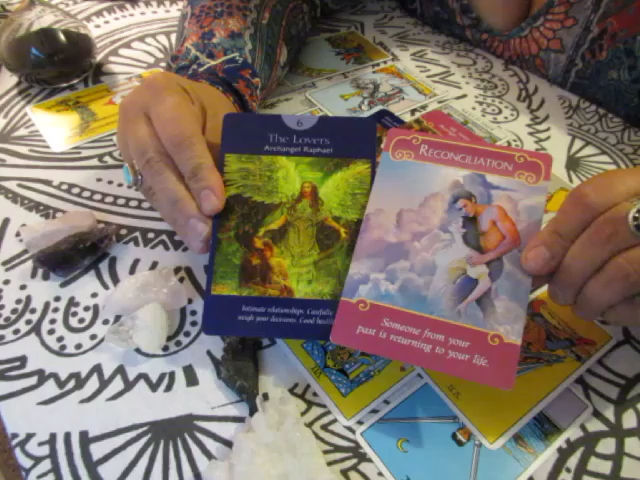 6
The Lovers
Archangel Raphael
Intimate relationships. Carefully
weigh your decisions. Good health
RECONCILIATION
Someone from your
past is returning to your life.
VII